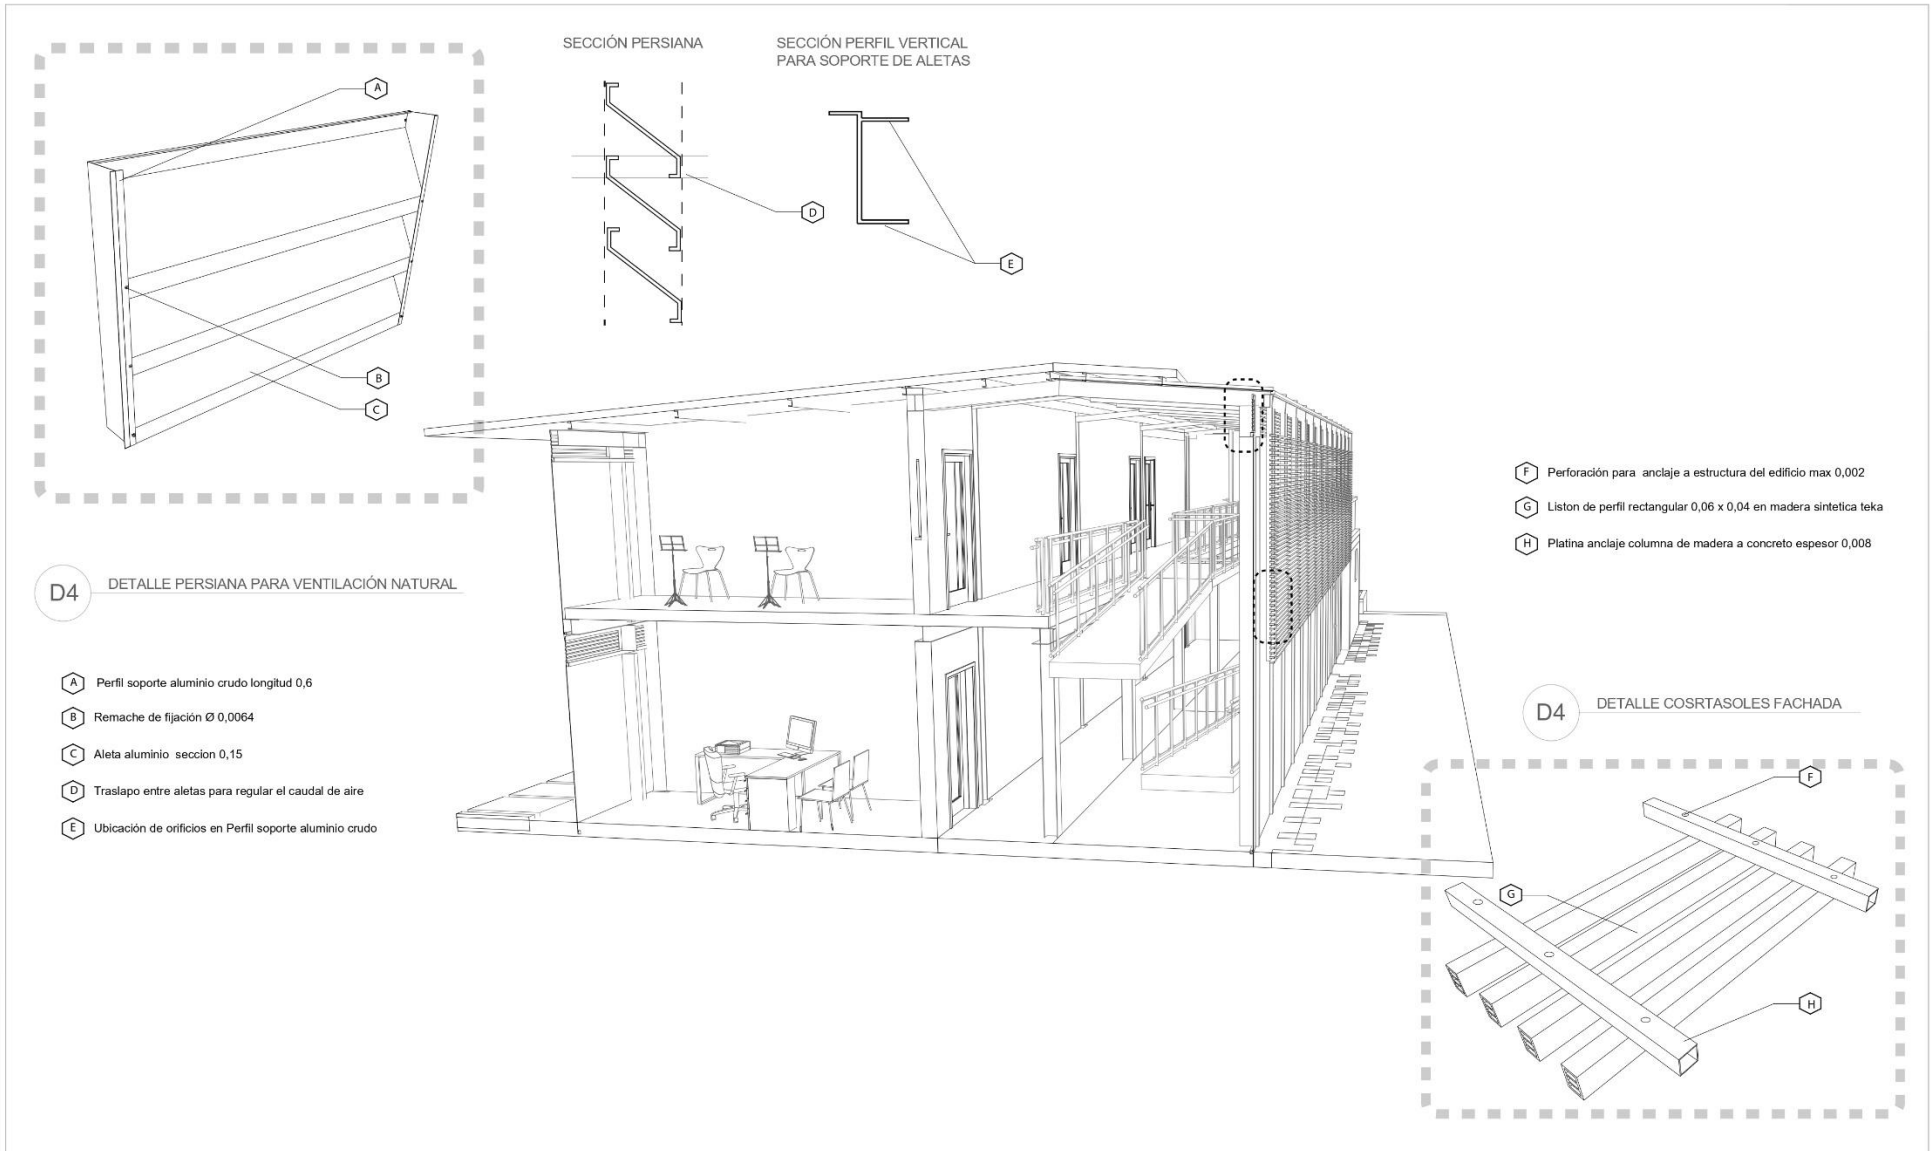 SECCIÓN PERSIANA
SECCIÓN PERFIL VERTICAL
PARA SOPORTE DE ALETAS
A
B
C
D
E
D4
DETALLE PERSIANA PARA VENTILACIÓN NATURAL
A Perfil soporte aluminio crudo longitud 0,6
B Remache de fijación Ø 0,0064
C Aleta aluminio seccion 0,15
D Traslapo entre aletas para regular el caudal de aire
E Ubicación de orificios en Perfil soporte aluminio crudo
F Perforación para anclaje a estructura del edificio max 0,002
G Liston de perfil rectangular 0,06 x 0,04 en madera sintetica teka
H Platina anclaje columna de madera a concreto espesor 0,008
D4
DETALLE COSRTASOLES FACHADA
F
G
H